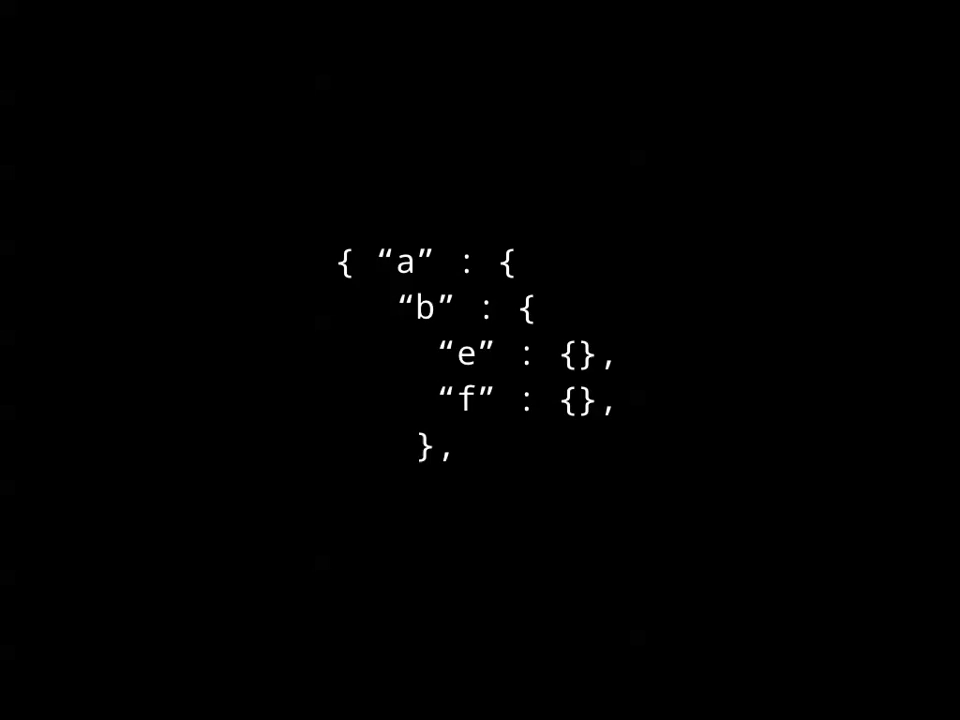 { “a” : {
“b” : {
“e” : {},
“f” : {},
},